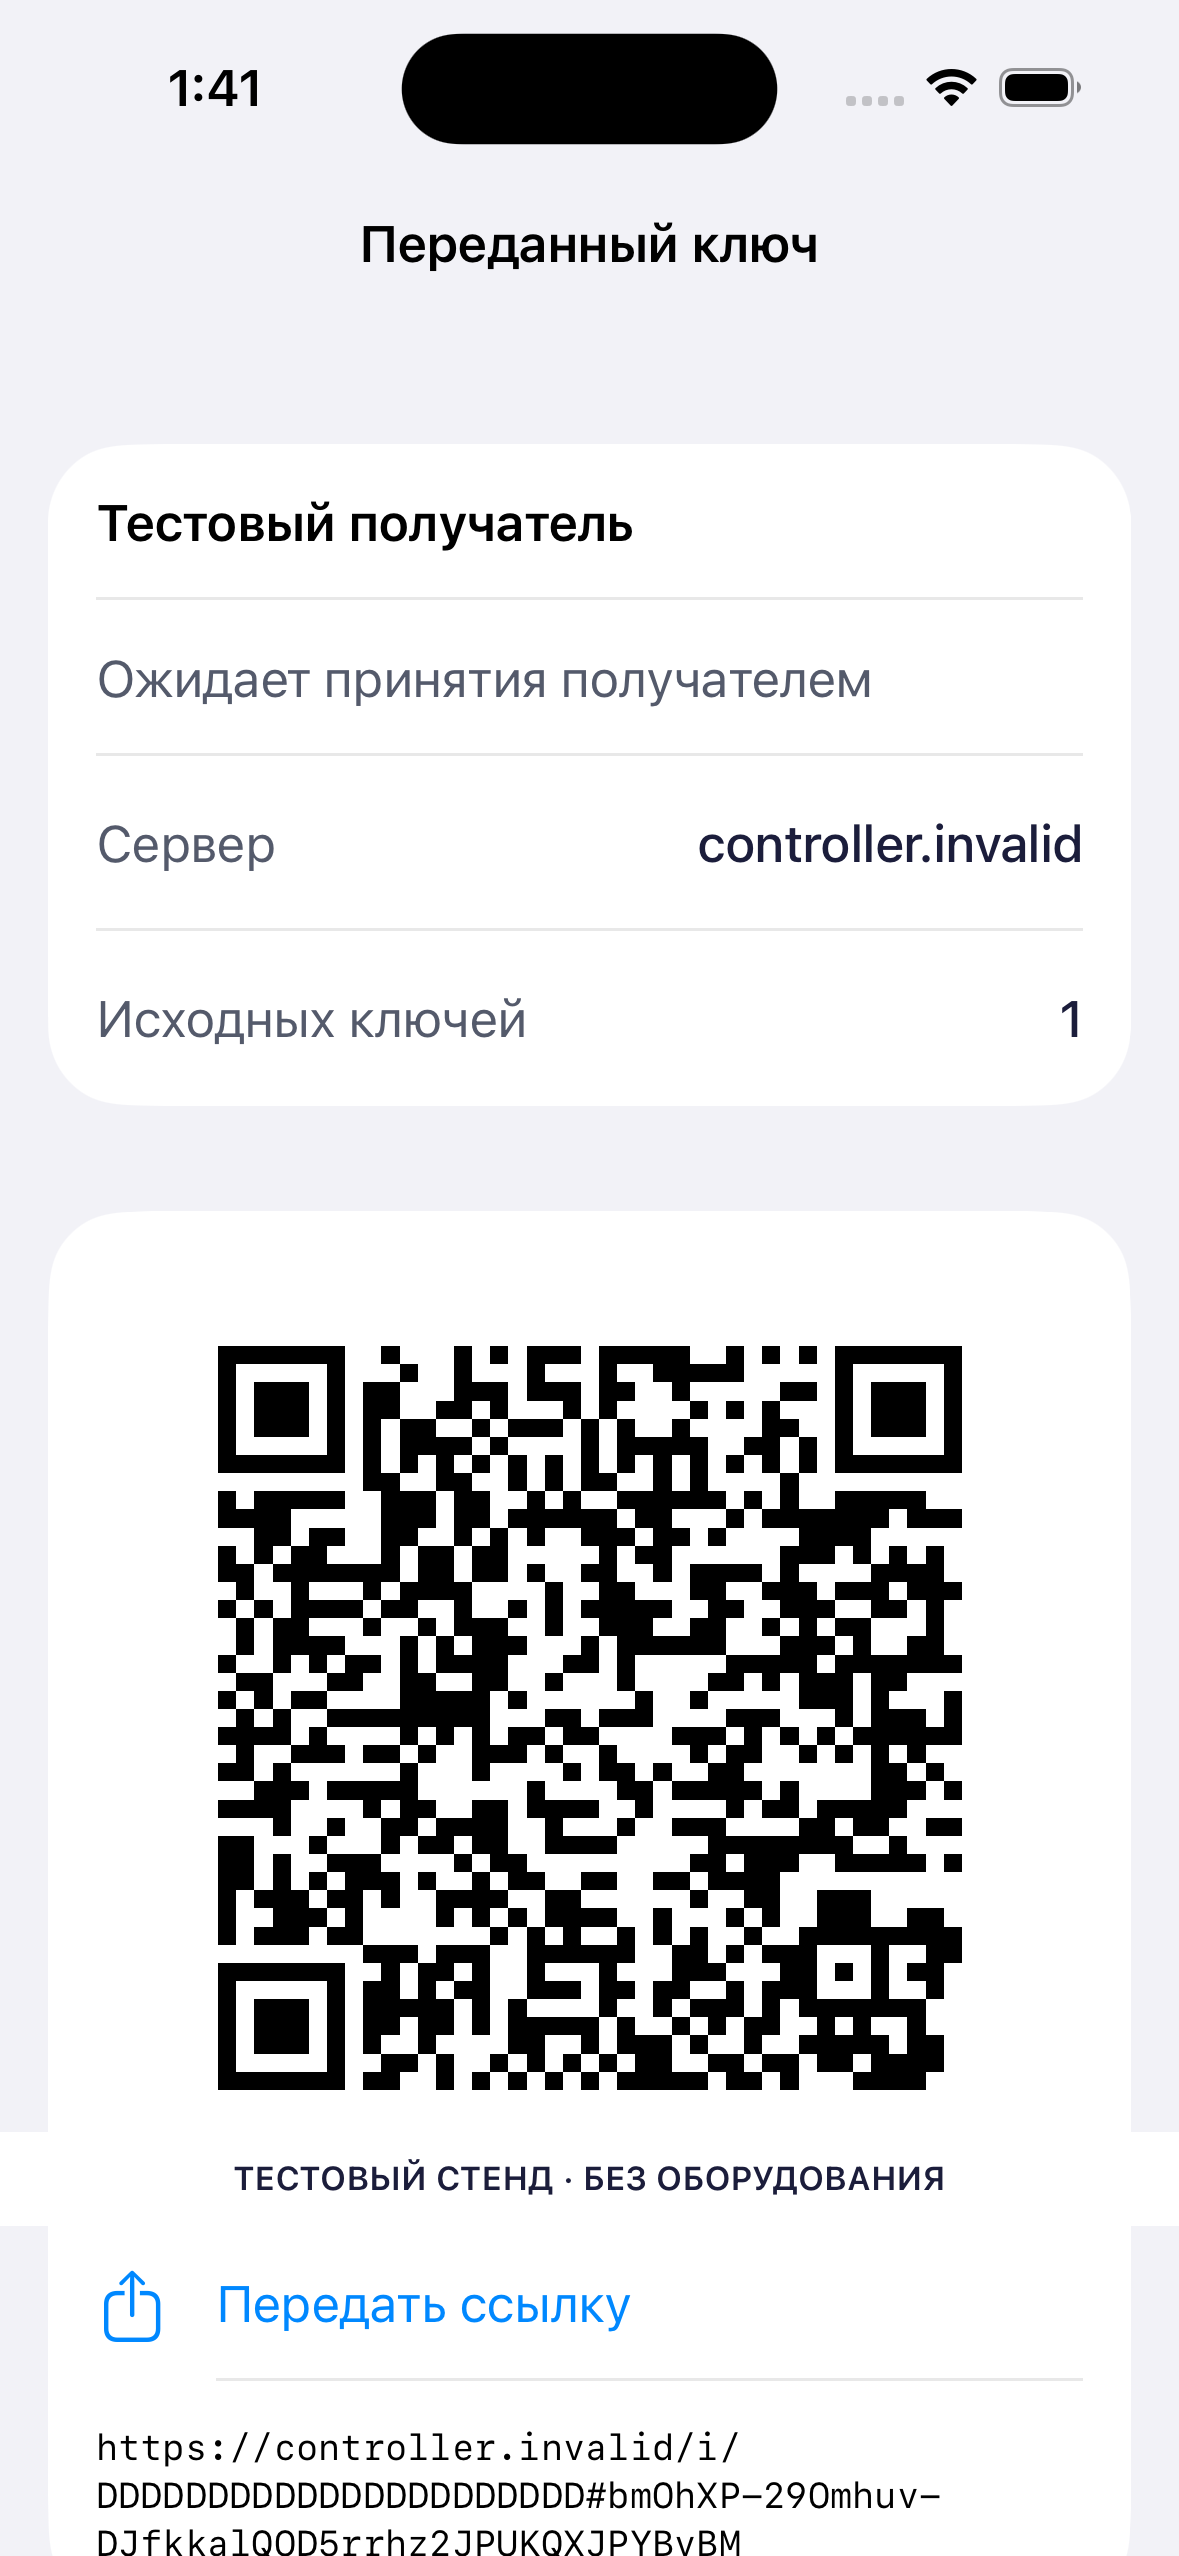 1:41
Переданный ключ
Тестовый получатель
Ожидает принятия получателем
Сервер controller.invalid
Исходных ключей 1
ТЕСТОВЫЙ СТЕНД · БЕЗ ОБОРУДОВАНИЯ
Передать ссылку
https://controller.invalid/i/
DDDDDDDDDDDDDDDDDDDDDD#bmOhXP-29Omhuv-
DJfkkalQOD5rrhz2JPUKQXJPYBvBM